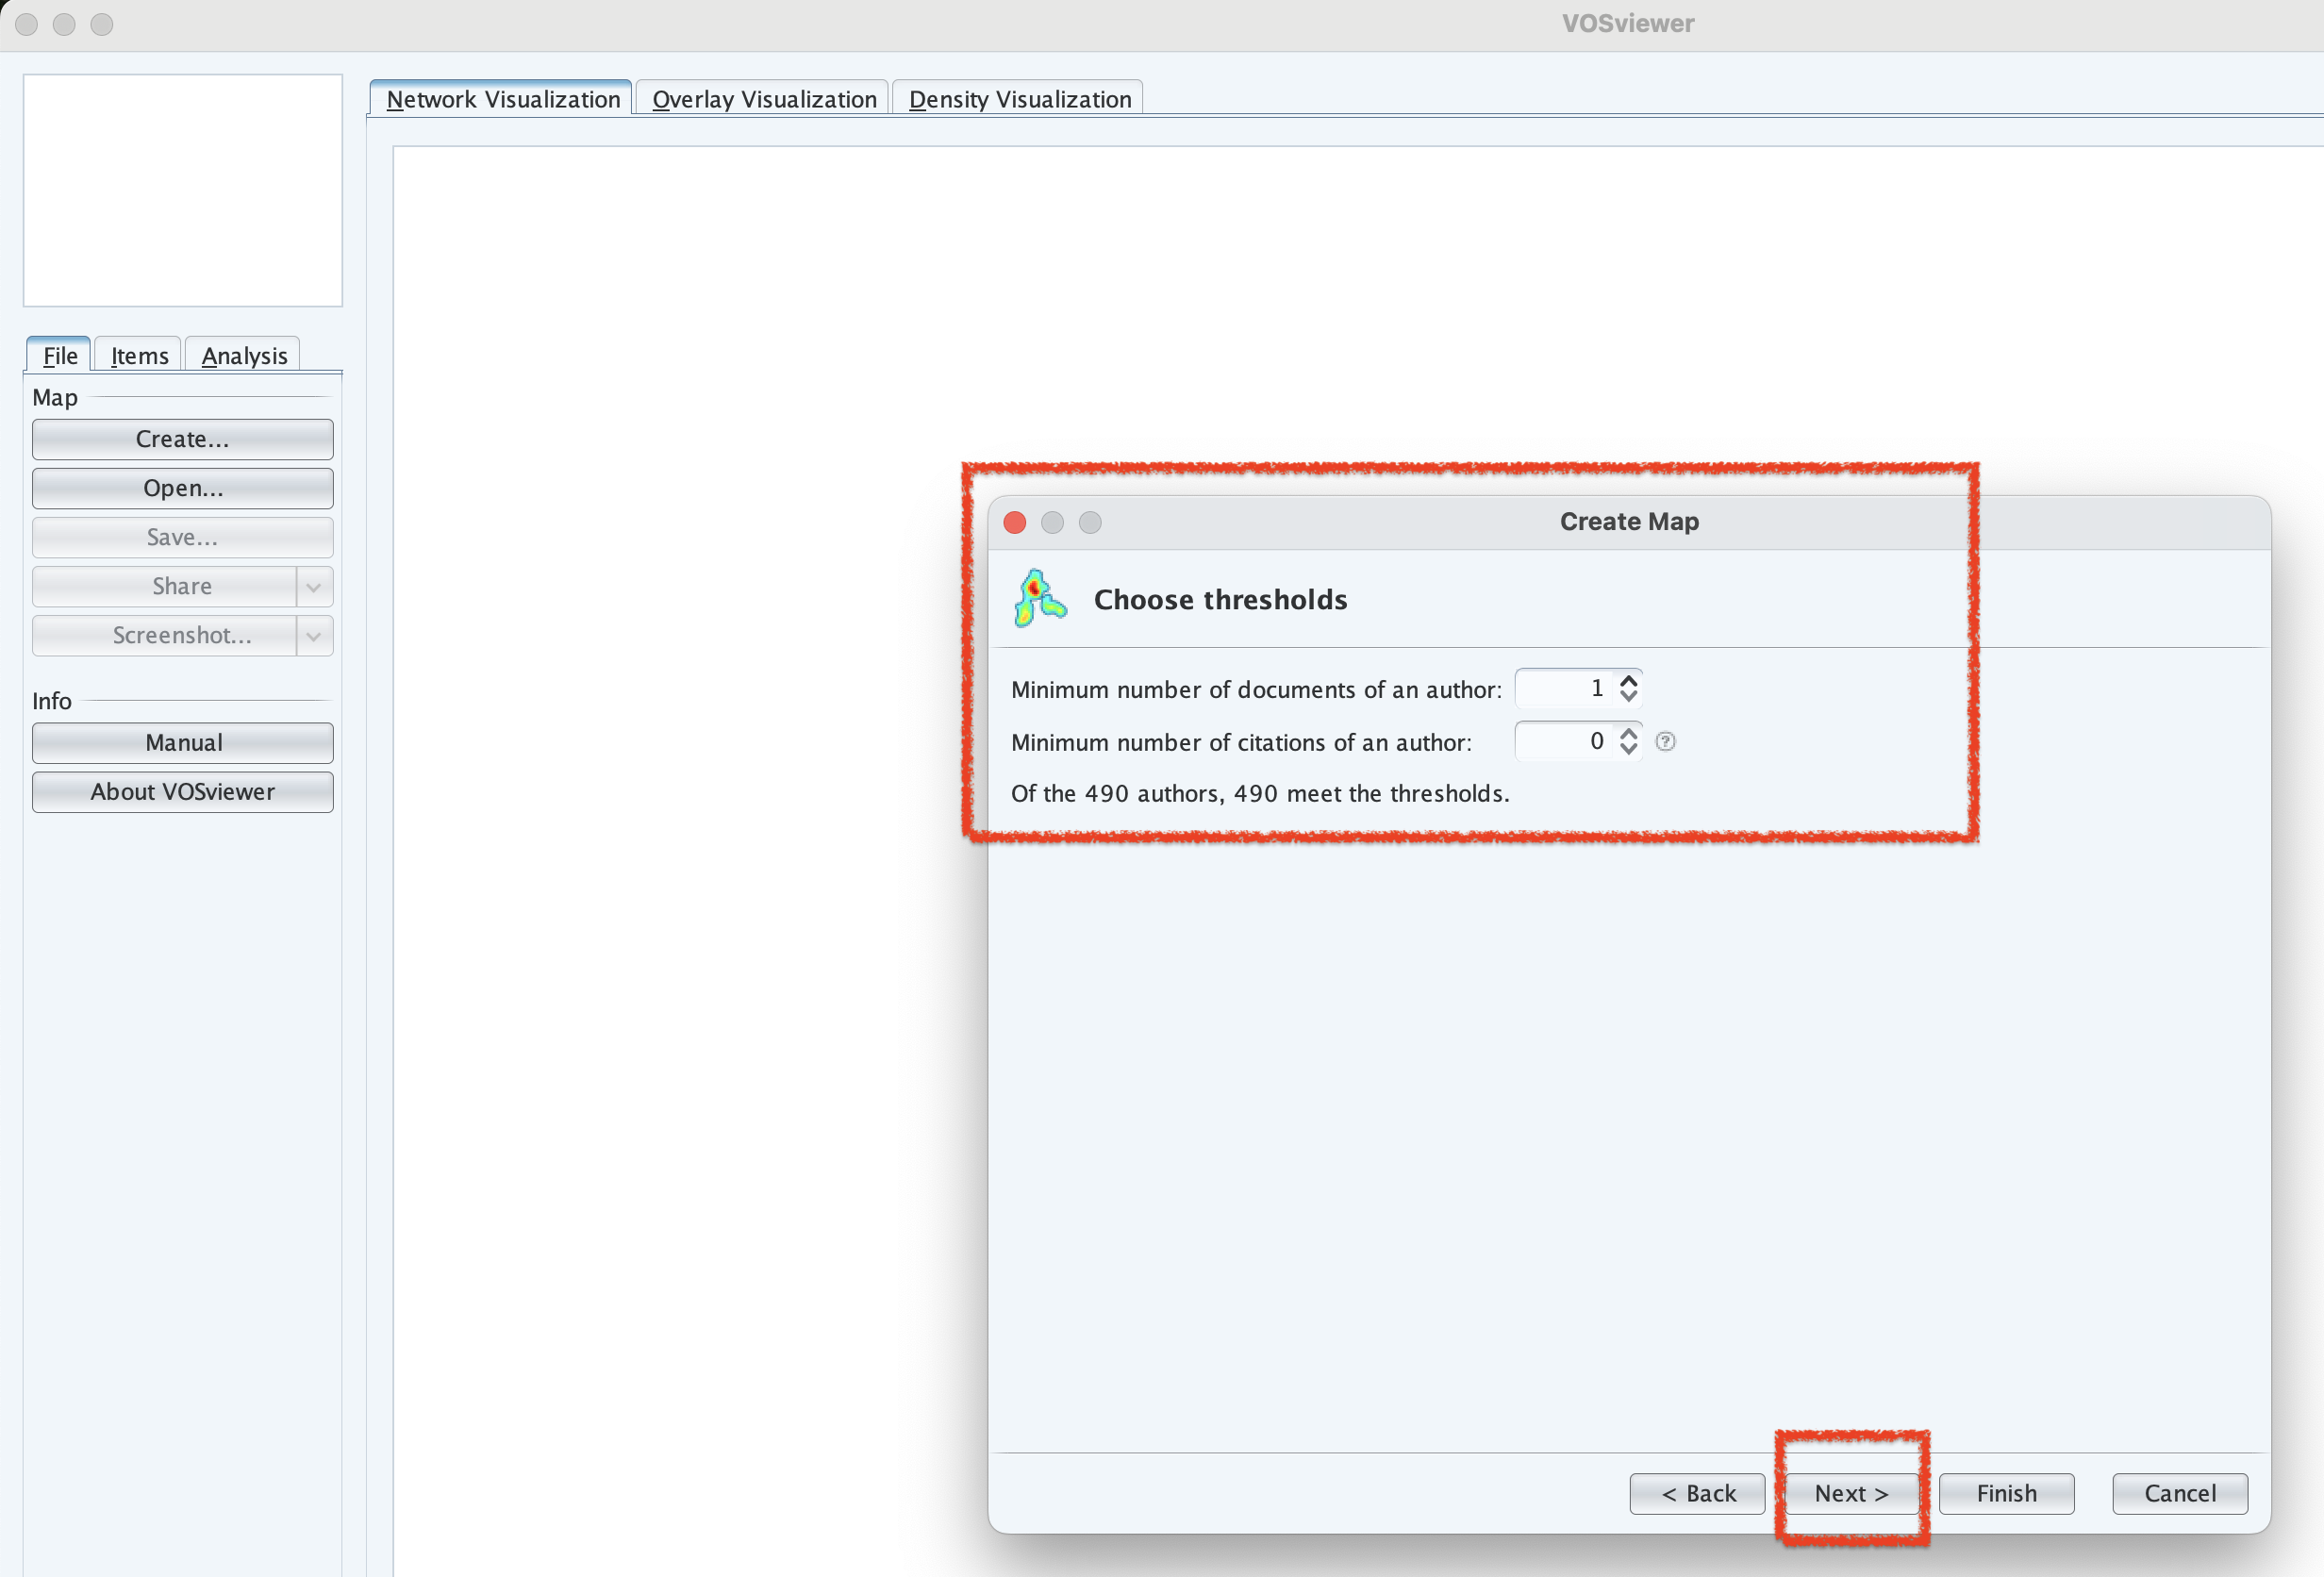 VOSviewer
Network Visualization
Overlay Visualization
Density Visualization
File
Items
Analysis
Map
Create...
Open...
Save...
Share
Screenshot...
Info
Manual
About VOSviewer
Create Map
Choose thresholds
Minimum number of documents of an author: 1
Minimum number of citations of an author: 0 ?
Of the 490 authors, 490 meet the thresholds.
< Back
Next >
Finish
Cancel